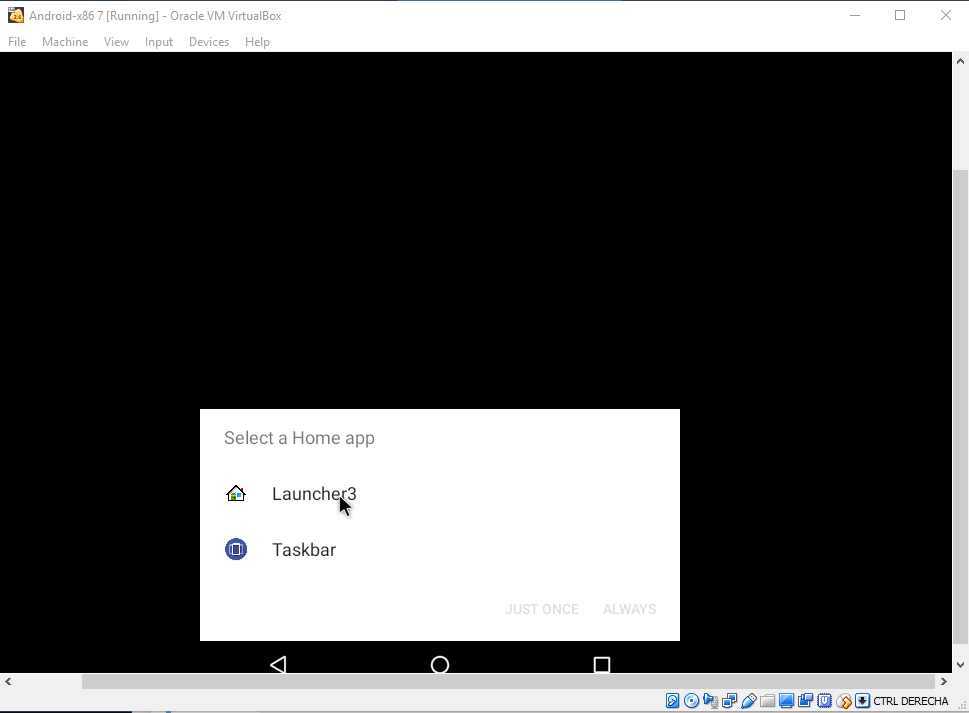 Android-x86 7 [Running] - Oracle VM VirtualBox
File Machine View Input Devices Help
Select a Home app
Launcher3
Taskbar
JUST ONCE ALWAYS
CTRL DERECHA